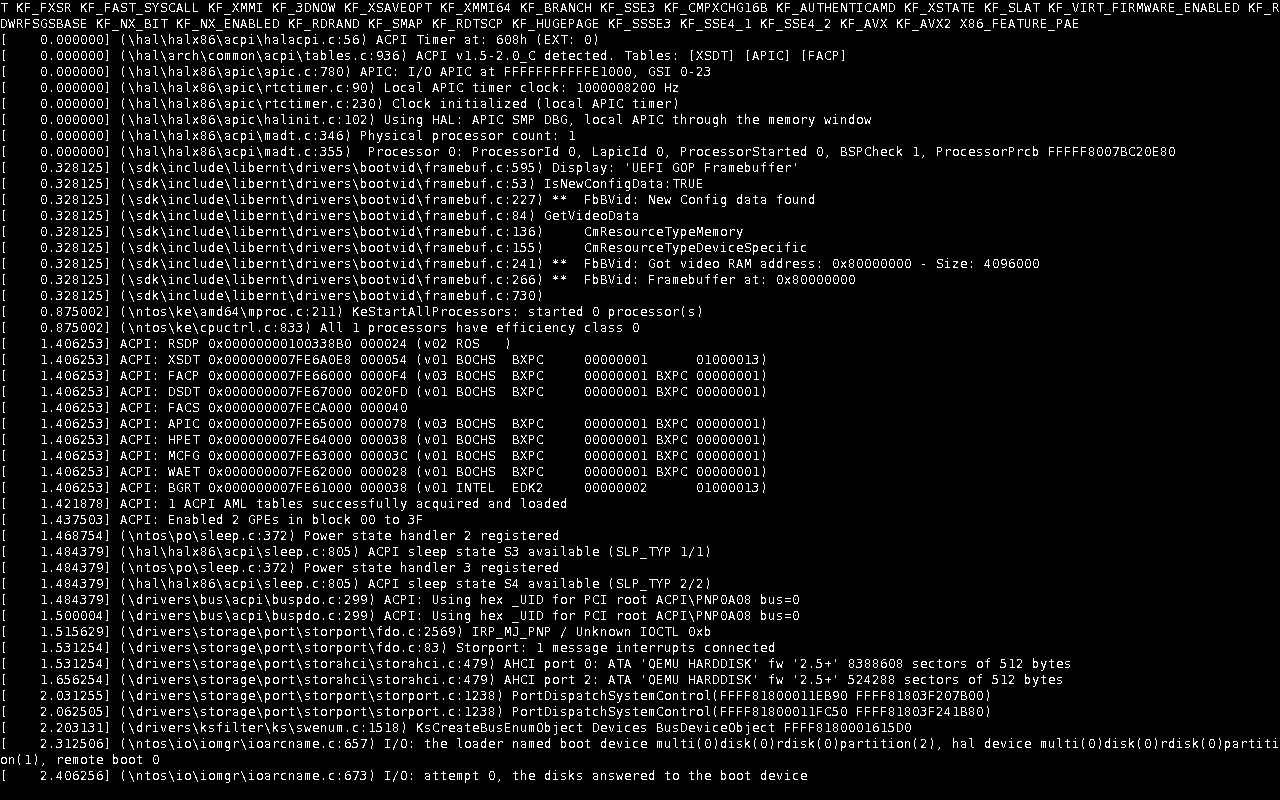 T KF_FXSR KF_FAST_SYSCALL KF_XMMI KF_3DNOW KF_XSAVEOPT KF_XMMI64 KF_BRANCH KF_SSE3 KF_CMPXCHG16B KF_AUTHENTICAMD KF_XSTATE KF_SLAT KF_VIRT_FIRMWARE_ENABLED KF_R
DWRFSGSBASE KF_NX_BIT KF_NX_ENABLED KF_RDRAND KF_SMAP KF_RDTSCP KF_HUGEPAGE KF_SSSE3 KF_SSE4_1 KF_SSE4_2 KF_AVX KF_AVX2 X86_FEATURE_PAE
[    0.000000] (\hal\halx86\acpi\halacpi.c:56) ACPI Timer at: 608h (EXT: 0)
[    0.000000] (\hal\arch\common\acpi\tables.c:936) ACPI v1.5-2.0_C detected. Tables: [XSDT] [APIC] [FACP]
[    0.000000] (\hal\halx86\apic\apic.c:780) APIC: I/O APIC at FFFFFFFFFFFE1000, GSI 0-23
[    0.000000] (\hal\halx86\apic\rtctimer.c:90) Local APIC timer clock: 1000008200 Hz
[    0.000000] (\hal\halx86\apic\rtctimer.c:230) Clock initialized (local APIC timer)
[    0.000000] (\hal\halx86\apic\halinit.c:102) Using HAL: APIC SMP DBG, local APIC through the memory window
[    0.000000] (\hal\halx86\acpi\madt.c:346) Physical processor count: 1
[    0.000000] (\hal\halx86\acpi\madt.c:355)  Processor 0: ProcessorId 0, LapicId 0, ProcessorStarted 0, BSPCheck 1, ProcessorPrcb FFFFF8007BC20E80
[    0.328125] (\sdk\include\libernt\drivers\bootvid\framebuf.c:595) Display: 'UEFI GOP Framebuffer'
[    0.328125] (\sdk\include\libernt\drivers\bootvid\framebuf.c:53) IsNewConfigData:TRUE
[    0.328125] (\sdk\include\libernt\drivers\bootvid\framebuf.c:227) **  FbBVid: New Config data found
[    0.328125] (\sdk\include\libernt\drivers\bootvid\framebuf.c:84) GetVideoData
[    0.328125] (\sdk\include\libernt\drivers\bootvid\framebuf.c:136)     CmResourceTypeMemory
[    0.328125] (\sdk\include\libernt\drivers\bootvid\framebuf.c:155)     CmResourceTypeDeviceSpecific
[    0.328125] (\sdk\include\libernt\drivers\bootvid\framebuf.c:241) **  FbBVid: Got video RAM address: 0x80000000 - Size: 4096000
[    0.328125] (\sdk\include\libernt\drivers\bootvid\framebuf.c:266) **  FbBVid: Framebuffer at: 0x80000000
[    0.328125] (\sdk\include\libernt\drivers\bootvid\framebuf.c:730)
[    0.875002] (\ntos\ke\amd64\mproc.c:211) KeStartAllProcessors: started 0 processor(s)
[    0.875002] (\ntos\ke\cpuctrl.c:833) All 1 processors have efficiency class 0
[    1.406253] ACPI: RSDP 0x00000000100338B0 000024 (v02 ROS   )
[    1.406253] ACPI: XSDT 0x000000007FE6A0E8 000054 (v01 BOCHS  BXPC     00000001      01000013)
[    1.406253] ACPI: FACP 0x000000007FE66000 0000F4 (v03 BOCHS  BXPC     00000001 BXPC 00000001)
[    1.406253] ACPI: DSDT 0x000000007FE67000 0020FD (v01 BOCHS  BXPC     00000001 BXPC 00000001)
[    1.406253] ACPI: FACS 0x000000007FECA000 000040
[    1.406253] ACPI: APIC 0x000000007FE65000 000078 (v03 BOCHS  BXPC     00000001 BXPC 00000001)
[    1.406253] ACPI: HPET 0x000000007FE64000 000038 (v01 BOCHS  BXPC     00000001 BXPC 00000001)
[    1.406253] ACPI: MCFG 0x000000007FE63000 00003C (v01 BOCHS  BXPC     00000001 BXPC 00000001)
[    1.406253] ACPI: WAET 0x000000007FE62000 000028 (v01 BOCHS  BXPC     00000001 BXPC 00000001)
[    1.406253] ACPI: BGRT 0x000000007FE61000 000038 (v01 INTEL  EDK2     00000002      01000013)
[    1.421878] ACPI: 1 ACPI AML tables successfully acquired and loaded
[    1.437503] ACPI: Enabled 2 GPEs in block 00 to 3F
[    1.468754] (\ntos\po\sleep.c:372) Power state handler 2 registered
[    1.484379] (\hal\halx86\acpi\sleep.c:805) ACPI sleep state S3 available (SLP_TYP 1/1)
[    1.484379] (\ntos\po\sleep.c:372) Power state handler 3 registered
[    1.484379] (\hal\halx86\acpi\sleep.c:805) ACPI sleep state S4 available (SLP_TYP 2/2)
[    1.484379] (\drivers\bus\acpi\buspdo.c:299) ACPI: Using hex _UID for PCI root ACPI\PNP0A08 bus=0
[    1.500004] (\drivers\bus\acpi\buspdo.c:299) ACPI: Using hex _UID for PCI root ACPI\PNP0A08 bus=0
[    1.515629] (\drivers\storage\port\storport\fdo.c:2569) IRP_MJ_PNP / Unknown IOCTL 0xb
[    1.531254] (\drivers\storage\port\storport\fdo.c:83) Storport: 1 message interrupts connected
[    1.531254] (\drivers\storage\port\storahci\storahci.c:479) AHCI port 0: ATA 'QEMU HARDDISK' fw '2.5+' 8388608 sectors of 512 bytes
[    1.656254] (\drivers\storage\port\storahci\storahci.c:479) AHCI port 2: ATA 'QEMU HARDDISK' fw '2.5+' 524288 sectors of 512 bytes
[    2.031255] (\drivers\storage\port\storport\storport.c:1238) PortDispatchSystemControl(FFFF81800011EB90 FFFF81803F207B00)
[    2.062505] (\drivers\storage\port\storport\storport.c:1238) PortDispatchSystemControl(FFFF81800011FC50 FFFF81803F241B80)
[    2.203131] (\drivers\ksfilter\ks\swenum.c:1518) KsCreateBusEnumObject Devices BusDeviceObject FFFF8180001615D0
[    2.312506] (\ntos\io\iomgr\ioarcname.c:657) I/O: the loader named boot device multi(0)disk(0)rdisk(0)partition(2), hal device multi(0)disk(0)rdisk(0)partiti
on(1), remote boot 0
[    2.406256] (\ntos\io\iomgr\ioarcname.c:673) I/O: attempt 0, the disks answered to the boot device